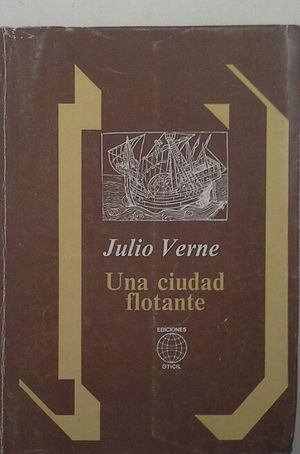 Julio Verne
Una ciudad
flotante
EDICIONES
OTICIL